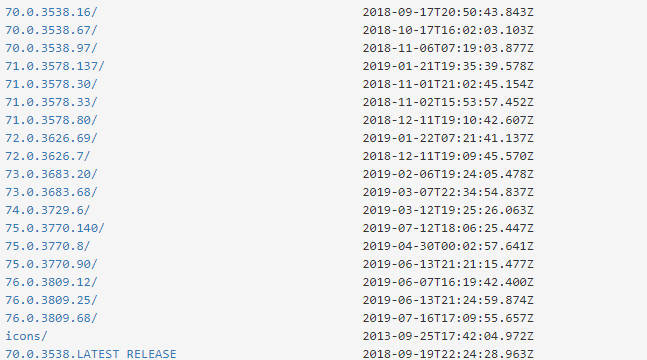 70.0.3538.16/ 2018-09-17T20:50:43.843Z
70.0.3538.67/ 2018-10-17T16:02:03.103Z
70.0.3538.97/ 2018-11-06T07:19:03.877Z
71.0.3578.137/ 2019-01-21T19:35:39.578Z
71.0.3578.30/ 2018-11-01T21:02:45.154Z
71.0.3578.33/ 2018-11-02T15:53:57.452Z
71.0.3578.80/ 2018-12-11T19:10:42.607Z
72.0.3626.69/ 2019-01-22T07:21:41.137Z
72.0.3626.7/ 2018-12-11T19:09:45.570Z
73.0.3683.20/ 2019-02-06T19:24:05.478Z
73.0.3683.68/ 2019-03-07T22:34:54.837Z
74.0.3729.6/ 2019-03-12T19:25:26.063Z
75.0.3770.140/ 2019-07-12T18:06:25.447Z
75.0.3770.8/ 2019-04-30T00:02:57.641Z
75.0.3770.90/ 2019-06-13T21:21:15.477Z
76.0.3809.12/ 2019-06-07T16:19:42.400Z
76.0.3809.25/ 2019-06-13T21:24:59.874Z
76.0.3809.68/ 2019-07-16T17:09:55.657Z
icons/ 2013-09-25T17:42:04.972Z
70.0.3538.LATEST_RELEASE 2018-09-19T22:24:28.963Z